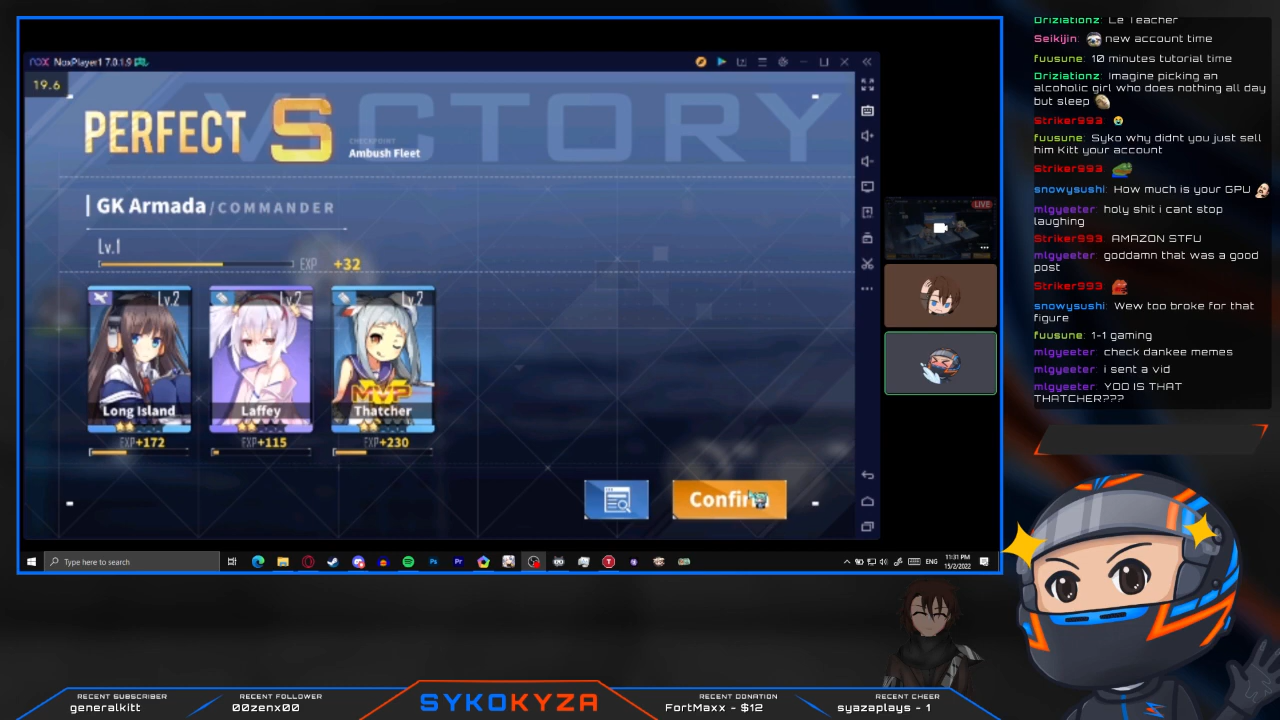 nox NoxPlayer1 7.0.1.9
19.6
VICTORY
PERFECT S
CHECKPOINT
Ambush Fleet
GK Armada/COMMANDER
Lv.1
EXP +32
Lv.2
Lv.2
Lv.2
MVP
Long Island
Laffey
Thatcher
EXP+172
EXP+115
EXP+230
Confirm
LIVE
Type here to search
ENG
11:31 PM
15/2/2022
Driziationz: Le Teacher
Seikijin: new account time
fuusune: 10 minutes tutorial time
Driziationz: Imagine picking an
alcoholic girl who does nothing all day
but sleep
Striker993
fuusune: Syko why didnt you just sell
him Kitt your account
Striker993
snowysushi: How much is your GPU
mlgyeeter: holy shit i cant stop
laughing
Striker993 AMAZON STFU
mlgyeeter: goddamn that was a good
post
Striker993
snowysushi: Wew too broke for that
figure
fuusune: 1-1 gaming
mlgyeeter: check dankee memes
mlgyeeter: i sent a vid
mlgyeeter: YOO IS THAT
THATCHER???
RECENT SUBSCRIBER
generalkitt
RECENT FOLLOWER
00zenx00
SYKOKYZA
RECENT DONATION
FortMaxx - $12
RECENT CHEER
syazaplays - 1